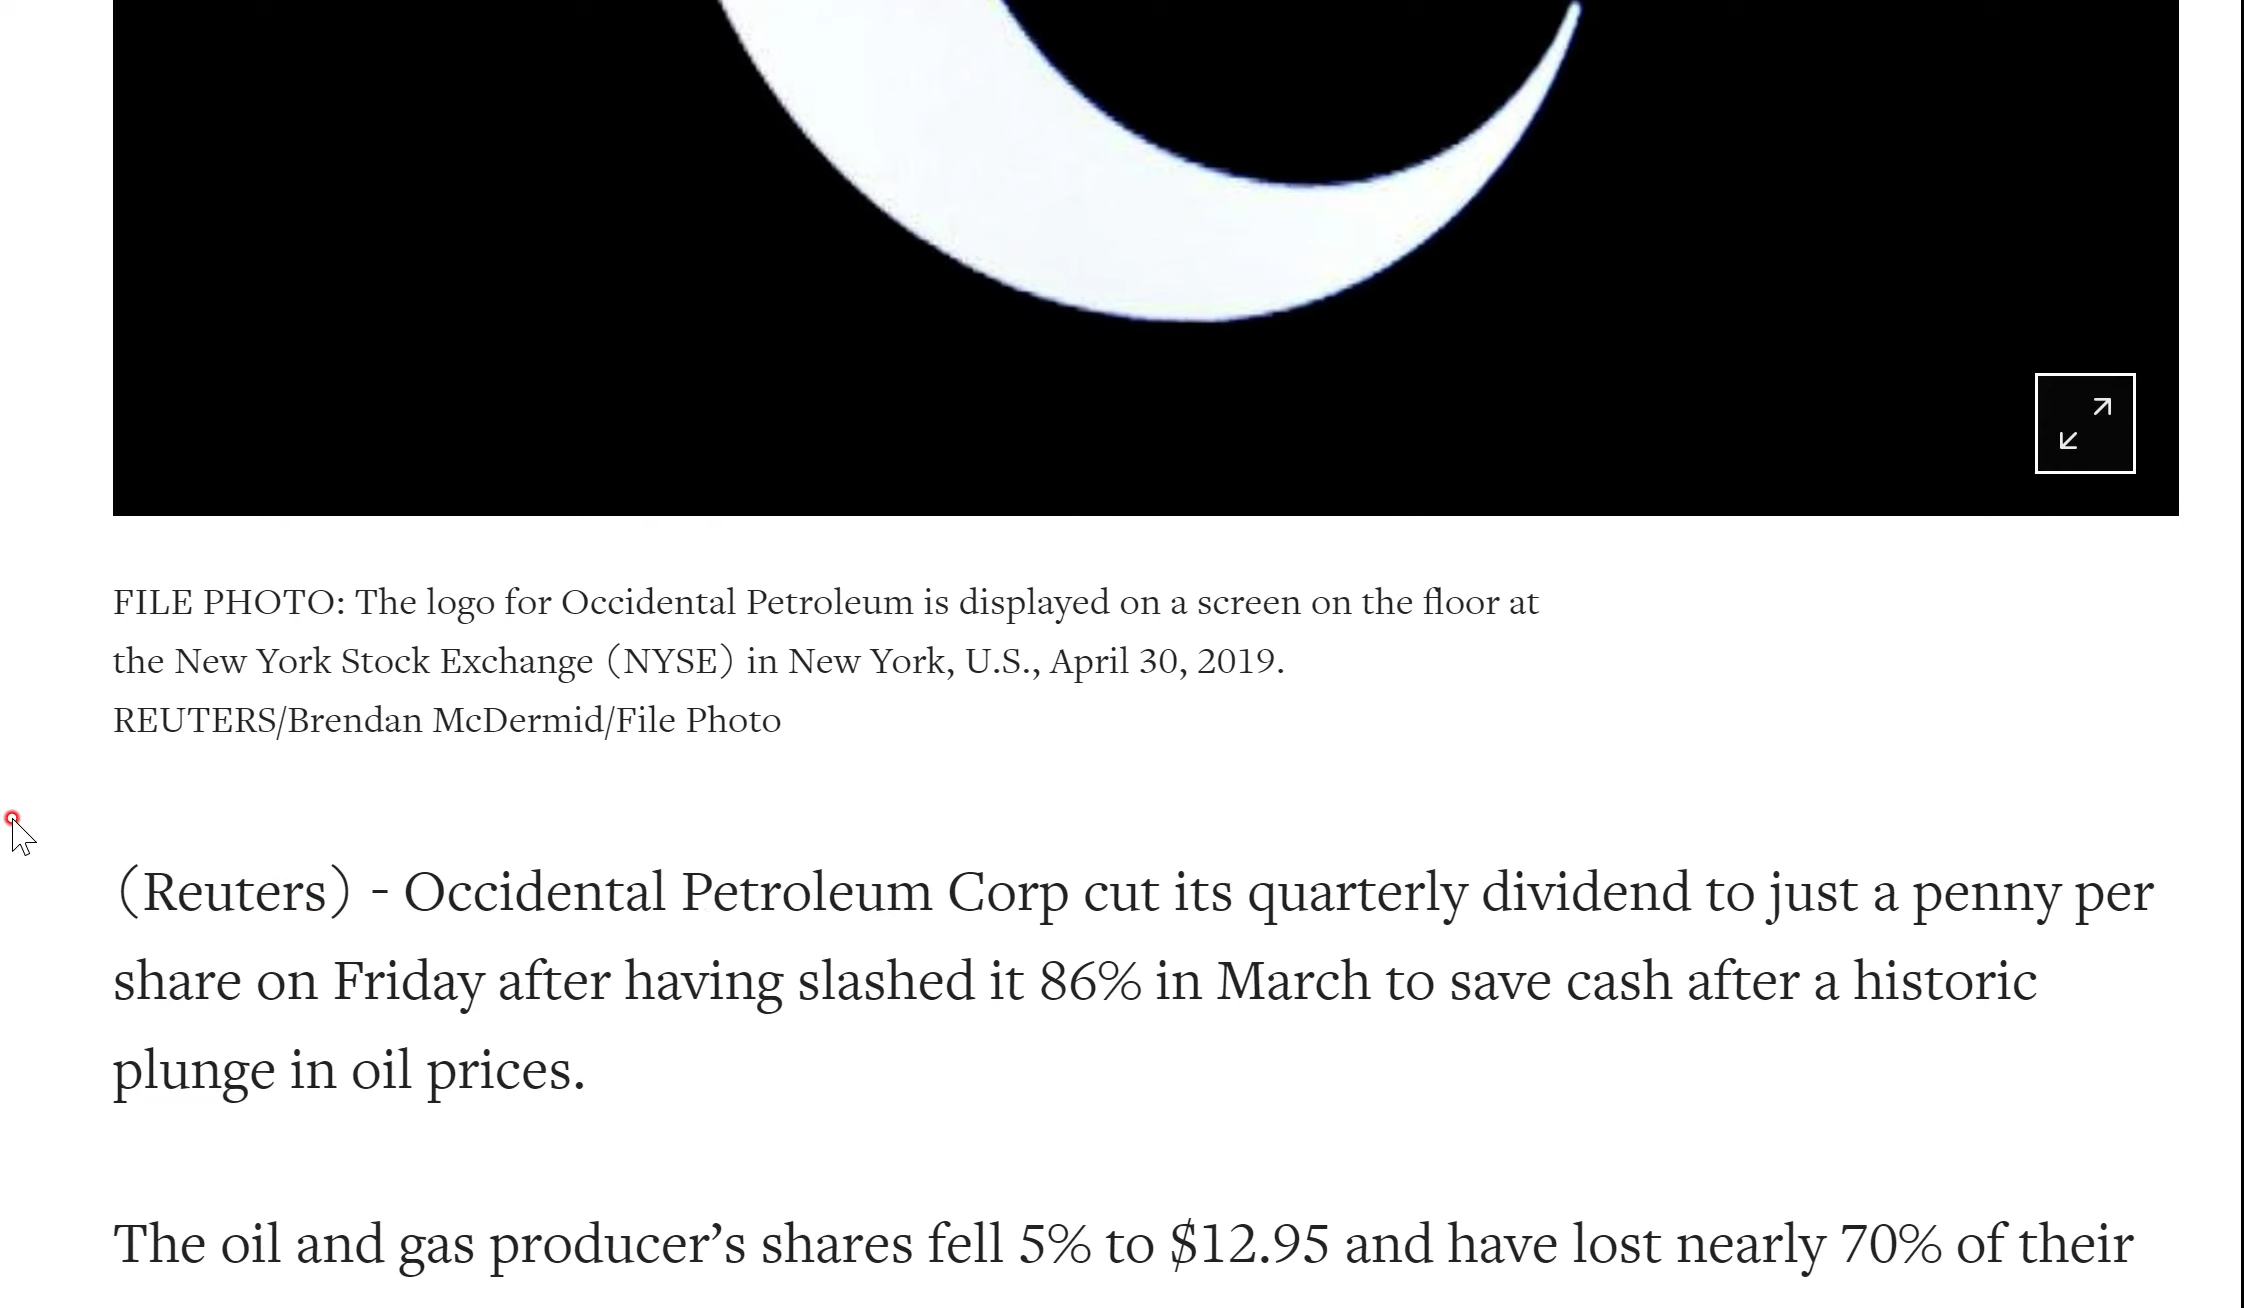 FILE PHOTO: The logo for Occidental Petroleum is displayed on a screen on the floor at
the New York Stock Exchange (NYSE) in New York, U.S., April 30, 2019.
REUTERS/Brendan McDermid/File Photo
(Reuters) - Occidental Petroleum Corp cut its quarterly dividend to just a penny per
share on Friday after having slashed it 86% in March to save cash after a historic
plunge in oil prices.
The oil and gas producer’s shares fell 5% to $12.95 and have lost nearly 70% of their